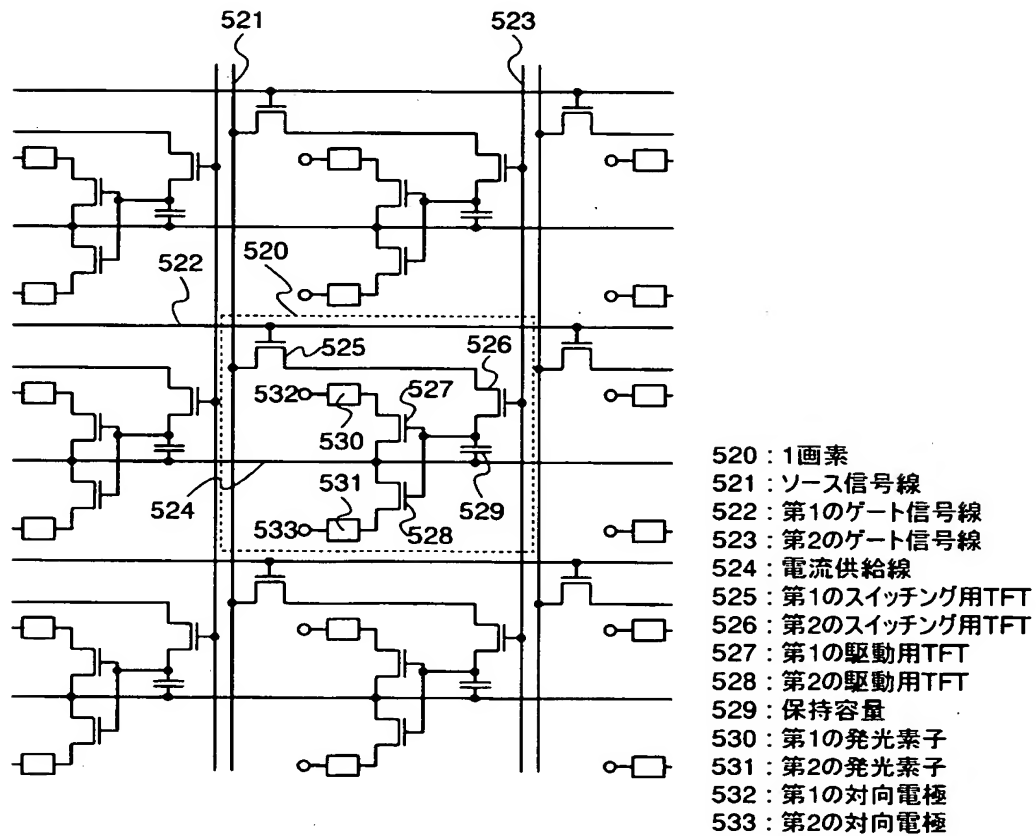 521
523
520
522
525
526
532
527
530
531
524
529
533
528
520：1画素
521：ソース信号線
522：第1のゲート信号線
523：第2のゲート信号線
524：電流供給線
525：第1のスイッチング用TFT
526：第2のスイッチング用TFT
527：第1の駆動用TFT
528：第2の駆動用TFT
529：保持容量
530：第1の発光素子
531：第2の発光素子
532：第1の対向電極
533：第2の対向電極